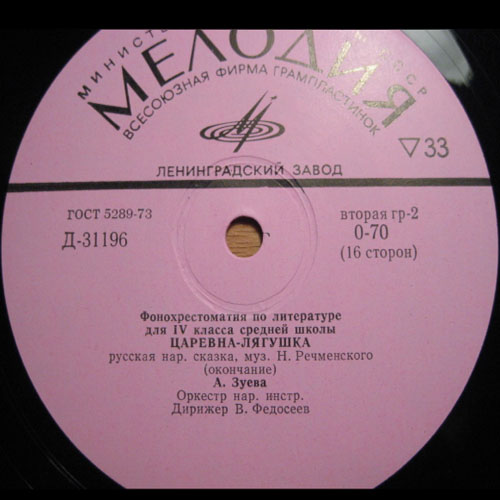 МЕЛОДИЯ
ВСЕСОЮЗНАЯ ФИРМА ГРАМПЛАСТИНОК
▽33
ЛЕНИНГРАДСКИЙ ЗАВОД
ГОСТ 5289-73
вторая гр-2
Д-31196
0-70
(16 сторон)
Фонохрестоматия по литературе
для IV класса средней школы
ЦАРЕВНА-ЛЯГУШКА
русская нар. сказка, муз. Н. Речменского
(окончание)
А. Зуева
Оркестр нар. инстр.
Дирижер В. Федосеев